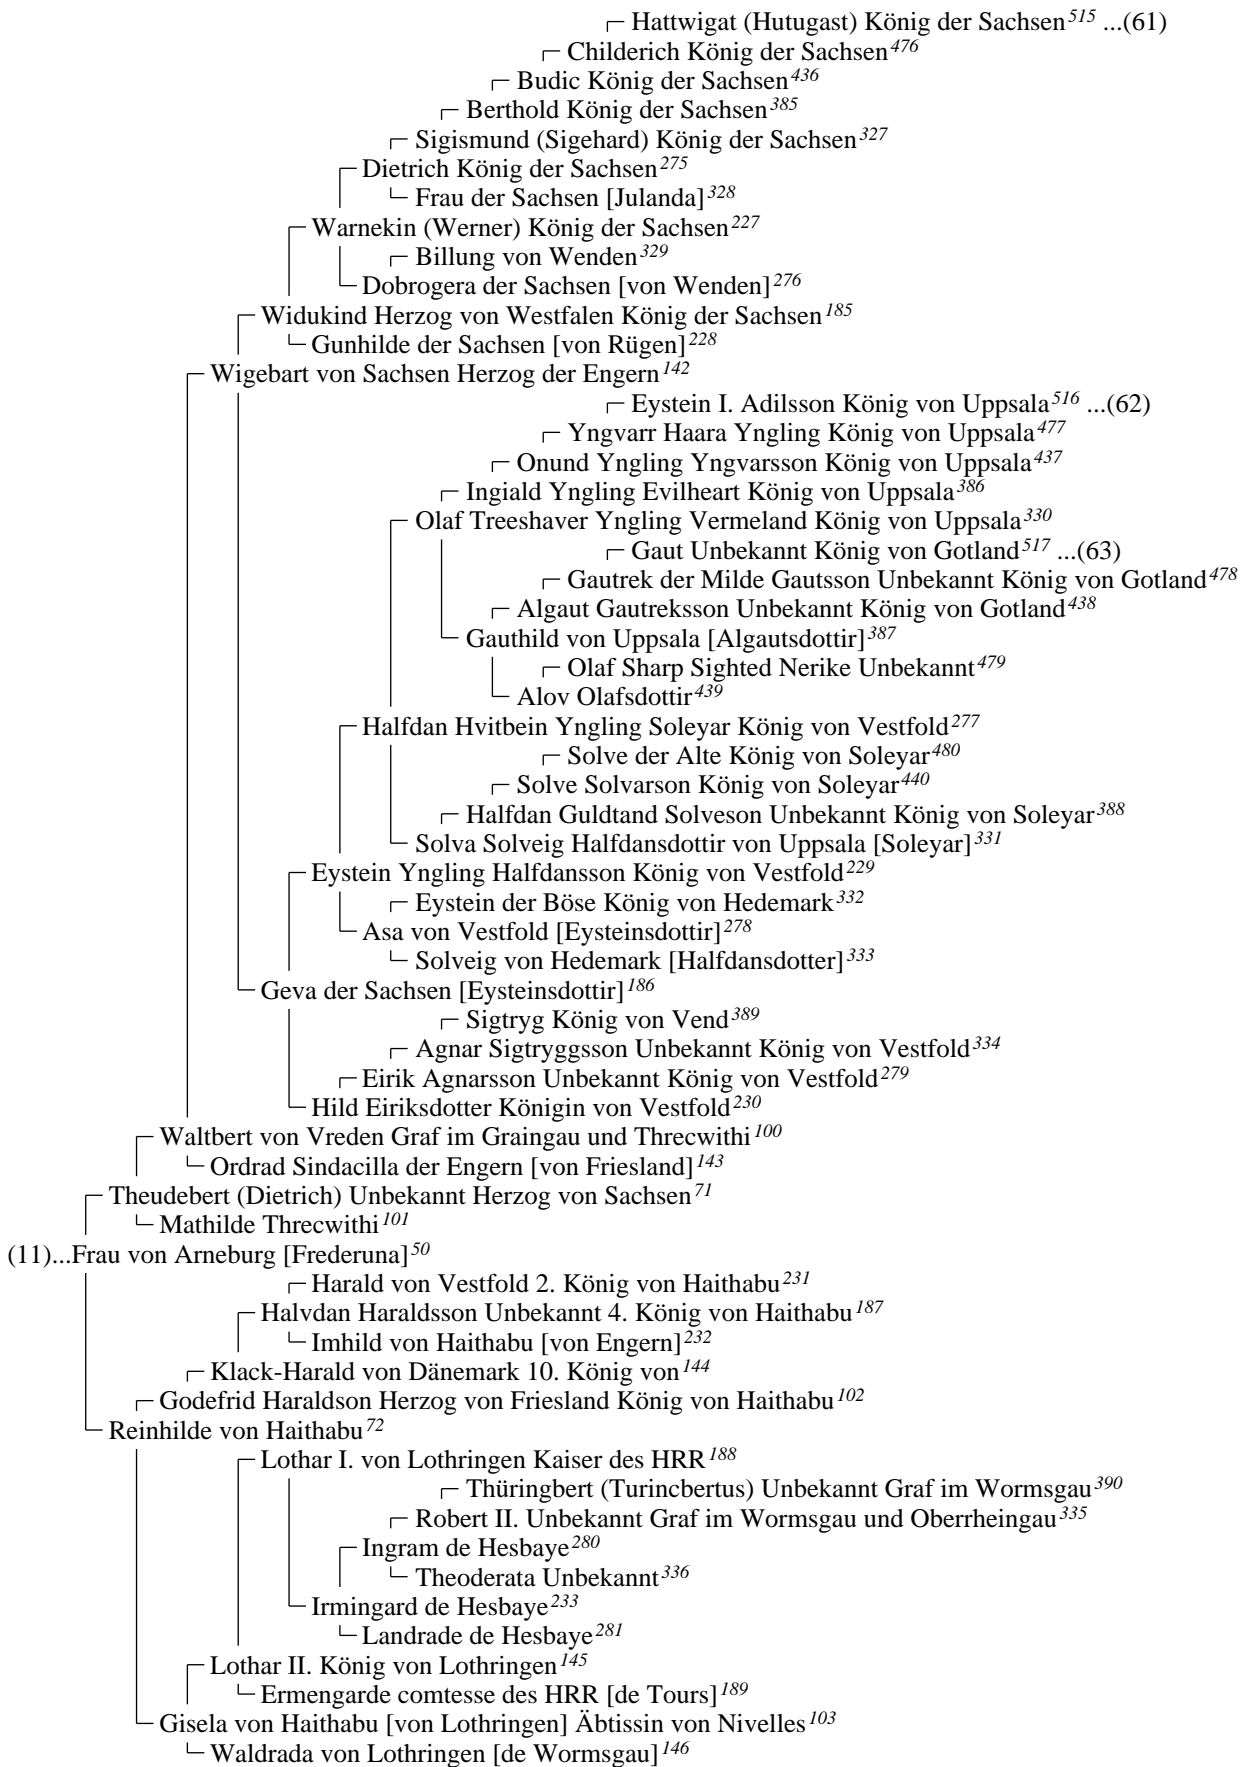 Hattwigat (Hutugast) König der Sachsen515 ...(61)
Childerich König der Sachsen476
Budic König der Sachsen436
Berthold König der Sachsen385
Sigismund (Sigehard) König der Sachsen327
Dietrich König der Sachsen275
Frau der Sachsen [Julanda]328
Warnekin (Werner) König der Sachsen227
Billung von Wenden329
Dobrogera der Sachsen [von Wenden]276
Widukind Herzog von Westfalen König der Sachsen185
Gunhilde der Sachsen [von Rügen]228
Wigebart von Sachsen Herzog der Engern142
Eystein I. Adilsson König von Uppsala516 ...(62)
Yngvarr Haara Yngling König von Uppsala477
Onund Yngling Yngvarsson König von Uppsala437
Ingiald Yngling Evilheart König von Uppsala386
Olaf Treeshaver Yngling Vermeland König von Uppsala330
Gaut Unbekannt König von Gotland517 ...(63)
Gautrek der Milde Gautsson Unbekannt König von Gotland478
Algaut Gautreksson Unbekannt König von Gotland438
Gauthild von Uppsala [Algautsdottir]387
Olaf Sharp Sighted Nerike Unbekannt479
Alov Olafsdottir439
Halfdan Hvitbein Yngling Soleyar König von Vestfold277
Solve der Alte König von Soleyar480
Solve Solvarson König von Soleyar440
Halfdan Guldtand Solveson Unbekannt König von Soleyar388
Solva Solveig Halfdansdottir von Uppsala [Soleyar]331
Eystein Yngling Halfdansson König von Vestfold229
Eystein der Böse König von Hedemark332
Asa von Vestfold [Eysteinsdottir]278
Solveig von Hedemark [Halfdansdotter]333
Geva der Sachsen [Eysteinsdottir]186
Sigtryg König von Vend389
Agnar Sigtryggsson Unbekannt König von Vestfold334
Eirik Agnarsson Unbekannt König von Vestfold279
Hild Eiriksdotter Königin von Vestfold230
Waltbert von Vreden Graf im Graingau und Threcwithi100
Ordrad Sindacilla der Engern [von Friesland]143
Theudebert (Dietrich) Unbekannt Herzog von Sachsen71
Mathilde Threcwithi101
(11)...Frau von Arneburg [Frederuna]50
Harald von Vestfold 2. König von Haithabu231
Halvdan Haraldsson Unbekannt 4. König von Haithabu187
Imhild von Haithabu [von Engern]232
Klack-Harald von Dänemark 10. König von144
Godefrid Haraldson Herzog von Friesland König von Haithabu102
Reinhilde von Haithabu72
Lothar I. von Lothringen Kaiser des HRR188
Thüringbert (Turincbertus) Unbekannt Graf im Wormsgau390
Robert II. Unbekannt Graf im Wormsgau und Oberrheingau335
Ingram de Hesbaye280
Theoderata Unbekannt336
Irmingard de Hesbaye233
Landrade de Hesbaye281
Lothar II. König von Lothringen145
Ermengarde comtesse des HRR [de Tours]189
Gisela von Haithabu [von Lothringen] Äbtissin von Nivelles103
Waldrada von Lothringen [de Wormsgau]146